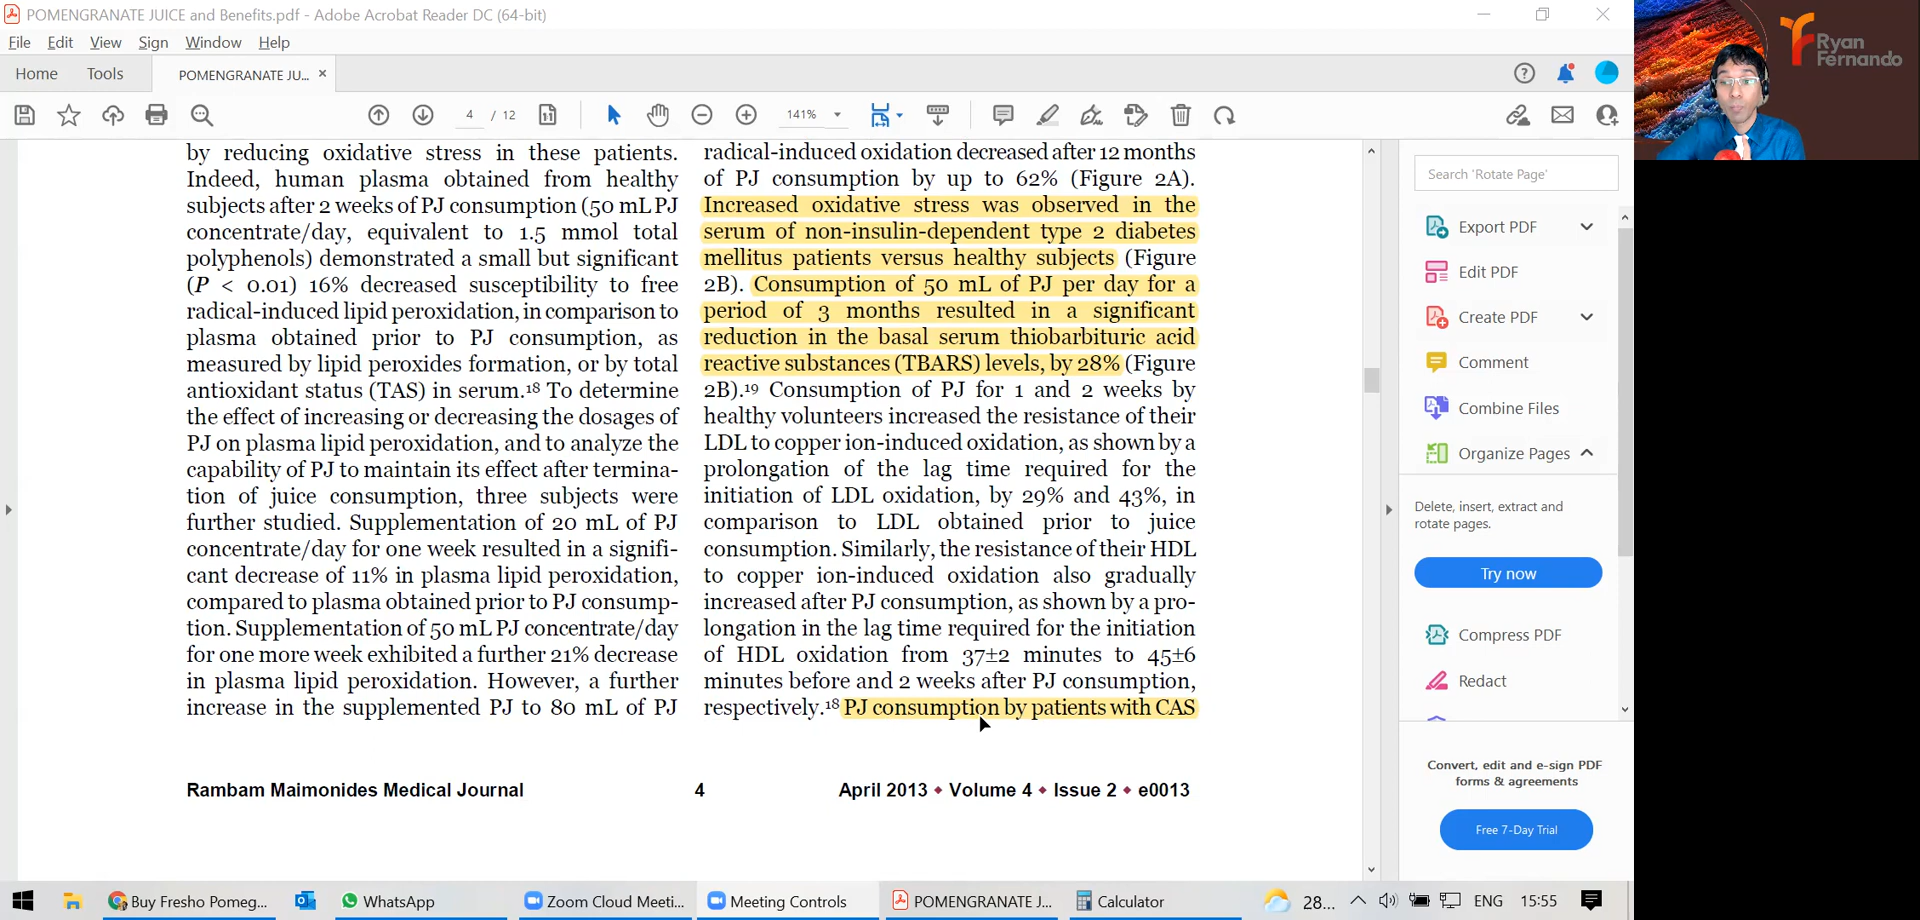 POMENGRANATE JUICE and Benefits.pdf - Adobe Acrobat Reader DC (64-bit)
File Edit View Sign Window Help
Home Tools POMENGRANATE JU... ×
4 / 12 141%
by reducing oxidative stress in these patients.
Indeed, human plasma obtained from healthy
subjects after 2 weeks of PJ consumption (50 mL PJ
concentrate/day, equivalent to 1.5 mmol total
polyphenols) demonstrated a small but significant
(P < 0.01) 16% decreased susceptibility to free
radical-induced lipid peroxidation, in comparison to
plasma obtained prior to PJ consumption, as
measured by lipid peroxides formation, or by total
antioxidant status (TAS) in serum.18 To determine
the effect of increasing or decreasing the dosages of
PJ on plasma lipid peroxidation, and to analyze the
capability of PJ to maintain its effect after termina-
tion of juice consumption, three subjects were
further studied. Supplementation of 20 mL of PJ
concentrate/day for one week resulted in a signifi-
cant decrease of 11% in plasma lipid peroxidation,
compared to plasma obtained prior to PJ consump-
tion. Supplementation of 50 mL PJ concentrate/day
for one more week exhibited a further 21% decrease
in plasma lipid peroxidation. However, a further
increase in the supplemented PJ to 80 mL of PJ
radical-induced oxidation decreased after 12 months
of PJ consumption by up to 62% (Figure 2A).
Increased oxidative stress was observed in the
serum of non-insulin-dependent type 2 diabetes
mellitus patients versus healthy subjects (Figure
2B). Consumption of 50 mL of PJ per day for a
period of 3 months resulted in a significant
reduction in the basal serum thiobarbituric acid
reactive substances (TBARS) levels, by 28% (Figure
2B).19 Consumption of PJ for 1 and 2 weeks by
healthy volunteers increased the resistance of their
LDL to copper ion-induced oxidation, as shown by a
prolongation of the lag time required for the
initiation of LDL oxidation, by 29% and 43%, in
comparison to LDL obtained prior to juice
consumption. Similarly, the resistance of their HDL
to copper ion-induced oxidation also gradually
increased after PJ consumption, as shown by a pro-
longation in the lag time required for the initiation
of HDL oxidation from 37±2 minutes to 45±6
minutes before and 2 weeks after PJ consumption,
respectively.18 PJ consumption by patients with CAS
Rambam Maimonides Medical Journal 4 April 2013 ♦ Volume 4 ♦ Issue 2 ♦ e0013
Search 'Rotate Page'
Export PDF
Edit PDF
Create PDF
Comment
Combine Files
Organize Pages
Delete, insert, extract and
rotate pages.
Try now
Compress PDF
Redact
Convert, edit and e-sign PDF
forms & agreements
Free 7-Day Trial
Ryan
Fernando
Buy Fresho Pomeg... WhatsApp Zoom Cloud Meeti... Meeting Controls POMENGRANATE J... Calculator 28... ENG 15:55